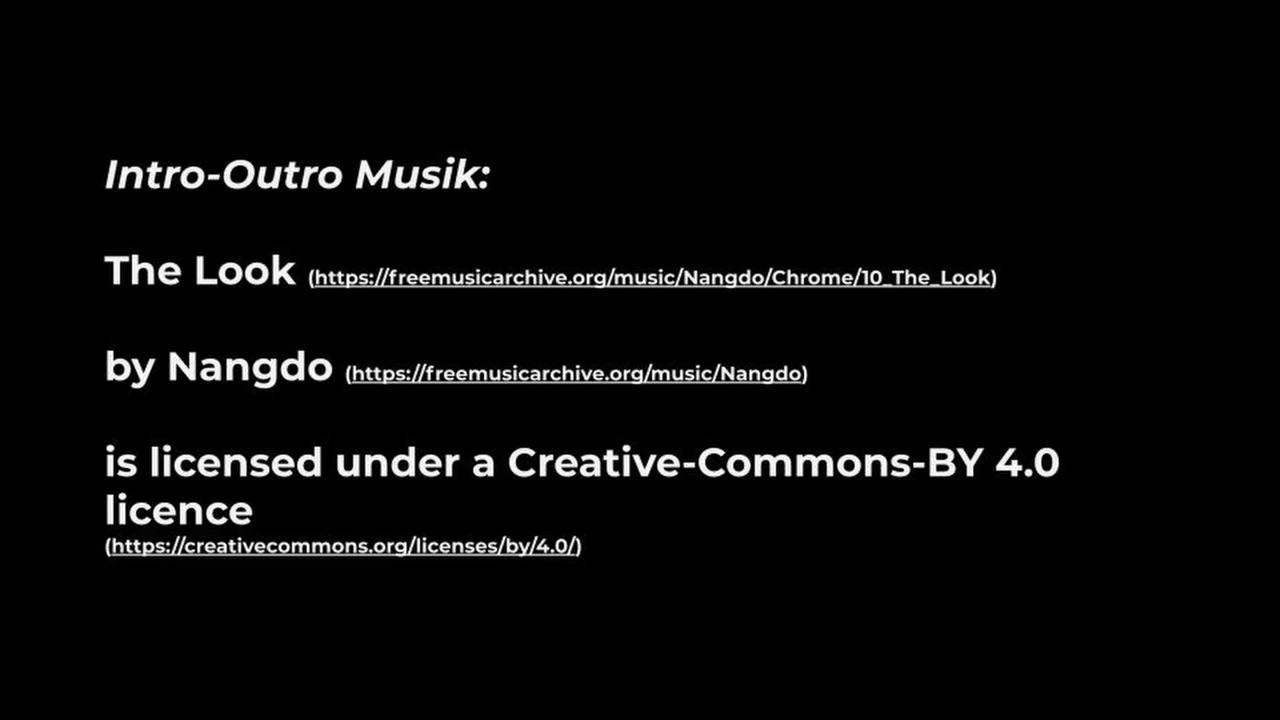 Intro-Outro Musik:
The Look (https://freemusicarchive.org/music/Nangdo/Chrome/10_The_Look)
by Nangdo (https://freemusicarchive.org/music/Nangdo)
is licensed under a Creative-Commons-BY 4.0
licence
(https://creativecommons.org/licenses/by/4.0/)